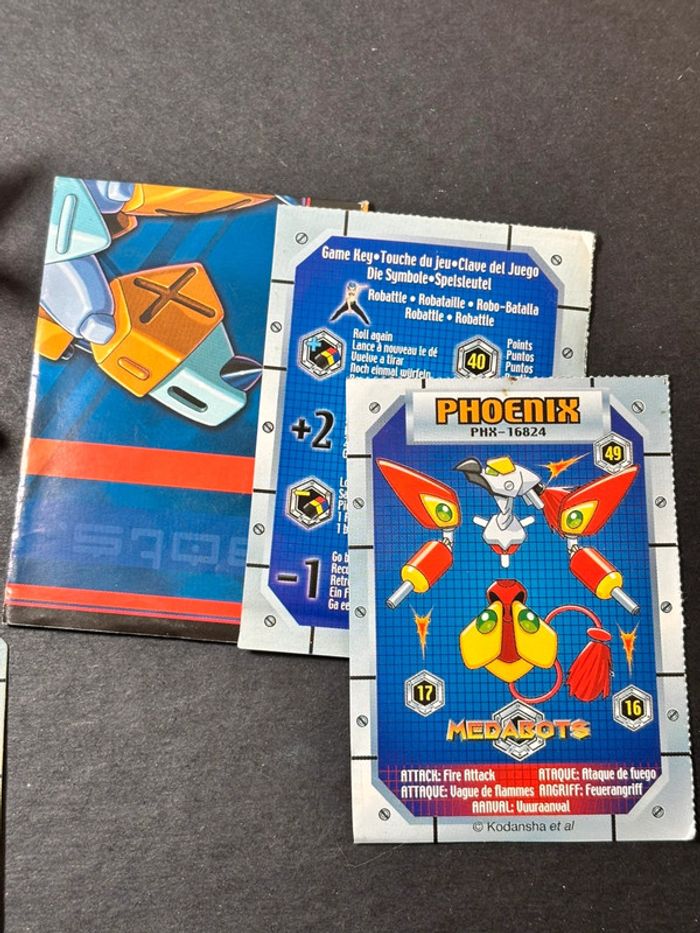 Game Key•Touche du jeu•Clave del Juego
Die Symbole•Spelsleutel
Robattle • Robataille • Robo-Batalla
Robattle • Robattle
Roll again
Lance à nouveau le dé
Vuelve a tirar
Noch einmal würfeln
40
Points
Puntos
Puntos
+2
-1
PHOENIX
PHX-16824
49
17
16
MEDABOTS
ATTACK: Fire Attack ATAQUE: Ataque de fuego
ATTAQUE: Vague de flammes ANGRIFF: Feuerangriff
AANVAL: Vuuraanval
© Kodansha et al